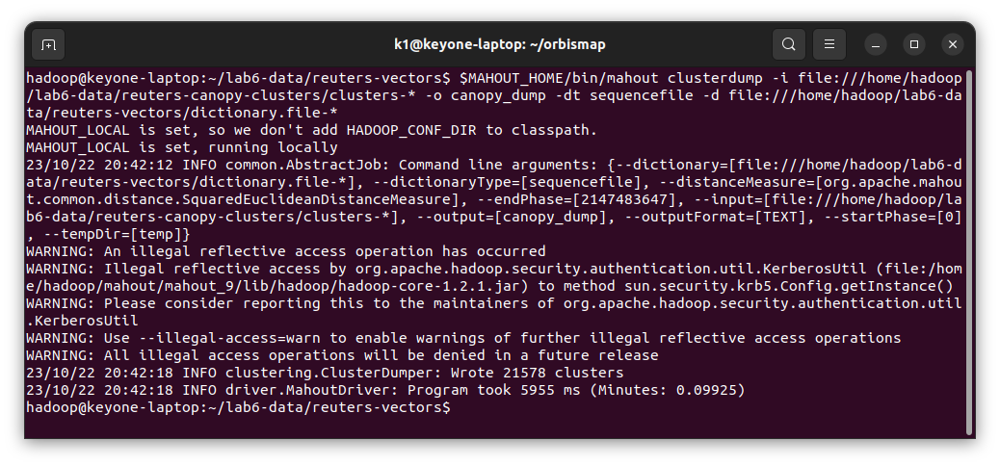 k1@keyone-laptop: ~/orbismap
hadoop@keyone-laptop:~/lab6-data/reuters-vectors$ $MAHOUT_HOME/bin/mahout clusterdump -i file:///home/hadoop
/lab6-data/reuters-canopy-clusters/clusters-* -o canopy_dump -dt sequencefile -d file:///home/hadoop/lab6-da
ta/reuters-vectors/dictionary.file-*
MAHOUT_LOCAL is set, so we don't add HADOOP_CONF_DIR to classpath.
MAHOUT_LOCAL is set, running locally
23/10/22 20:42:12 INFO common.AbstractJob: Command line arguments: {--dictionary=[file:///home/hadoop/lab6-d
ata/reuters-vectors/dictionary.file-*], --dictionaryType=[sequencefile], --distanceMeasure=[org.apache.mahou
t.common.distance.SquaredEuclideanDistanceMeasure], --endPhase=[2147483647], --input=[file:///home/hadoop/la
b6-data/reuters-canopy-clusters/clusters-*], --output=[canopy_dump], --outputFormat=[TEXT], --startPhase=[0]
, --tempDir=[temp]}
WARNING: An illegal reflective access operation has occurred
WARNING: Illegal reflective access by org.apache.hadoop.security.authentication.util.KerberosUtil (file:/hom
e/hadoop/mahout/mahout_9/lib/hadoop/hadoop-core-1.2.1.jar) to method sun.security.krb5.Config.getInstance()
WARNING: Please consider reporting this to the maintainers of org.apache.hadoop.security.authentication.util
.KerberosUtil
WARNING: Use --illegal-access=warn to enable warnings of further illegal reflective access operations
WARNING: All illegal access operations will be denied in a future release
23/10/22 20:42:18 INFO clustering.ClusterDumper: Wrote 21578 clusters
23/10/22 20:42:18 INFO driver.MahoutDriver: Program took 5955 ms (Minutes: 0.09925)
hadoop@keyone-laptop:~/lab6-data/reuters-vectors$